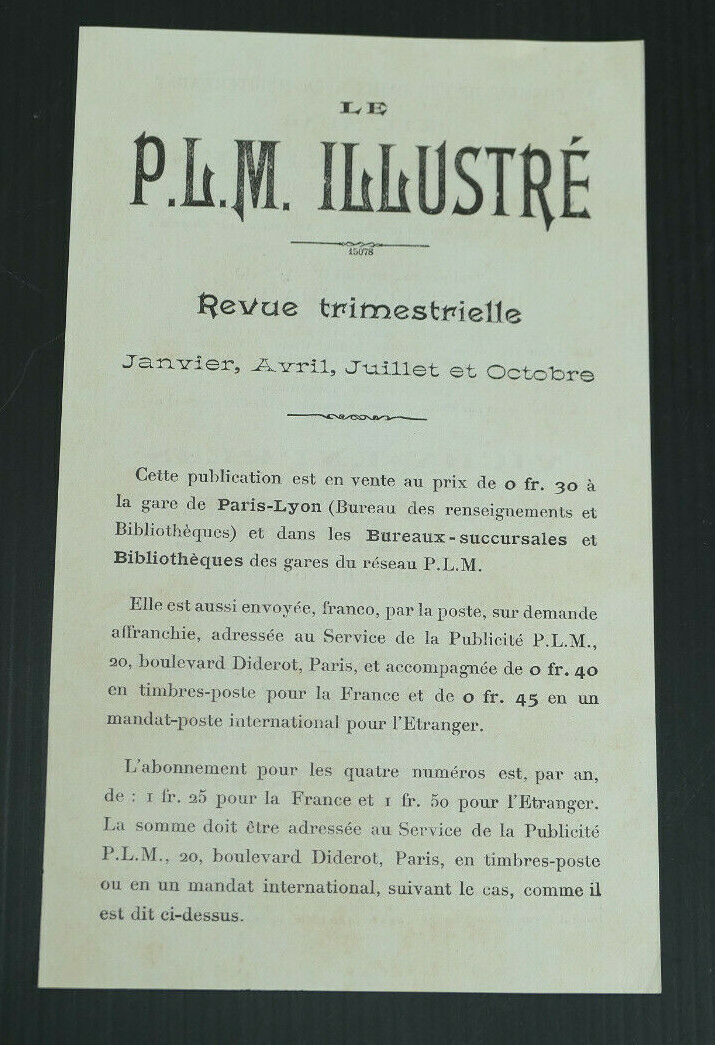 LE
P.L.M. ILLUSTRÉ
15078
Revue trimestrielle
Janvier, Avril, Juillet et Octobre
Cette publication est en vente au prix de 0 fr. 30 à
la gare de Paris-Lyon (Bureau des renseignements et
Bibliothèques) et dans les Bureaux-succursales et
Bibliothèques des gares du réseau P.L.M.
Elle est aussi envoyée, franco, par la poste, sur demande
affranchie, adressée au Service de la Publicité P.L.M.,
20, boulevard Diderot, Paris, et accompagnée de 0 fr. 40
en timbres-poste pour la France et de 0 fr. 45 en un
mandat-poste international pour l'Etranger.
L'abonnement pour les quatre numéros est, par an,
de : 1 fr. 25 pour la France et 1 fr. 50 pour l'Etranger.
La somme doit être adressée au Service de la Publicité
P.L.M., 20, boulevard Diderot, Paris, en timbres-poste
ou en un mandat international, suivant le cas, comme il
est dit ci-dessus.